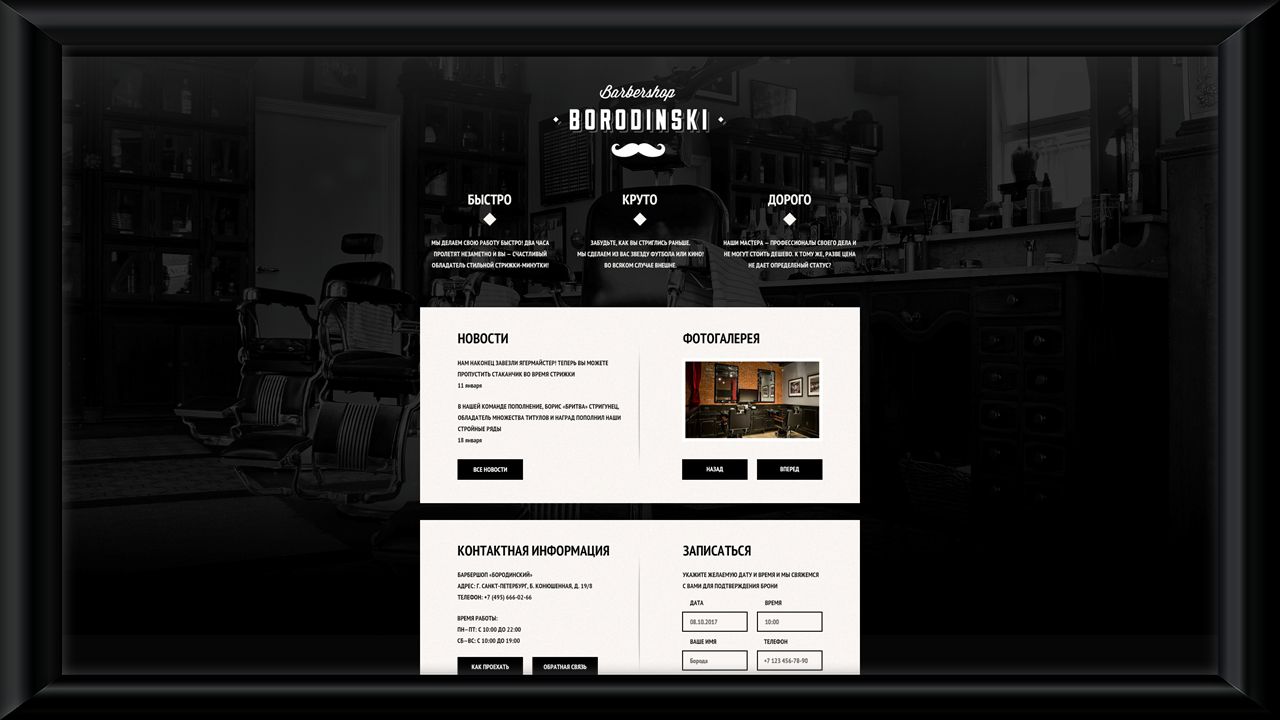 Barbershop
BORODINSKI
БЫСТРО
МЫ ДЕЛАЕМ СВОЮ РАБОТУ БЫСТРО! ДВА ЧАСА
ПРОЛЕТЯТ НЕЗАМЕТНО И ВЫ — СЧАСТЛИВЫЙ
ОБЛАДАТЕЛЬ СТИЛЬНОЙ СТРИЖКИ-МИНУТКИ!
КРУТО
ЗАБУДЬТЕ, КАК ВЫ СТРИГЛИСЬ РАНЬШЕ.
МЫ СДЕЛАЕМ ИЗ ВАС ЗВЕЗДУ ФУТБОЛА ИЛИ КИНО!
ВО ВСЯКОМ СЛУЧАЕ ВНЕШНЕ.
ДОРОГО
НАШИ МАСТЕРА — ПРОФЕССИОНАЛЫ СВОЕГО ДЕЛА И
НЕ МОГУТ СТОИТЬ ДЕШЕВО. К ТОМУ ЖЕ, РАЗВЕ ЦЕНА
НЕ ДАЕТ ОПРЕДЕЛЕНЫЙ СТАТУС?
НОВОСТИ
НАМ НАКОНЕЦ ЗАВЕЗЛИ ЯГЕРМАЙСТЕР! ТЕПЕРЬ ВЫ МОЖЕТЕ
ПРОПУСТИТЬ СТАКАНЧИК ВО ВРЕМЯ СТРИЖКИ
11 января
В НАШЕЙ КОМАНДЕ ПОПОЛНЕНИЕ, БОРИС «БРИТВА» СТРИГУНЕЦ,
ОБЛАДАТЕЛЬ МНОЖЕСТВА ТИТУЛОВ И НАГРАД ПОПОЛНИЛ НАШИ
СТРОЙНЫЕ РЯДЫ
18 января
ВСЕ НОВОСТИ
ФОТОГАЛЕРЕЯ
НАЗАД
ВПЕРЕД
КОНТАКТНАЯ ИНФОРМАЦИЯ
БАРБЕРШОП «БОРОДИНСКИЙ»
АДРЕС: Г. САНКТ-ПЕТЕРБУРГ, Б. КОНЮШЕННАЯ, Д. 19/8
ТЕЛЕФОН: +7 (495) 666-02-66
ВРЕМЯ РАБОТЫ:
ПН—ПТ: С 10:00 ДО 22:00
СБ—ВС: С 10:00 ДО 19:00
КАК ПРОЕХАТЬ
ОБРАТНАЯ СВЯЗЬ
ЗАПИСАТЬСЯ
УКАЖИТЕ ЖЕЛАЕМУЮ ДАТУ И ВРЕМЯ И МЫ СВЯЖЕМСЯ
С ВАМИ ДЛЯ ПОДТВЕРЖДЕНИЯ БРОНИ
ДАТА
ВРЕМЯ
08.10.2017
10:00
ВАШЕ ИМЯ
ТЕЛЕФОН
Борода
+7 123 456-78-90